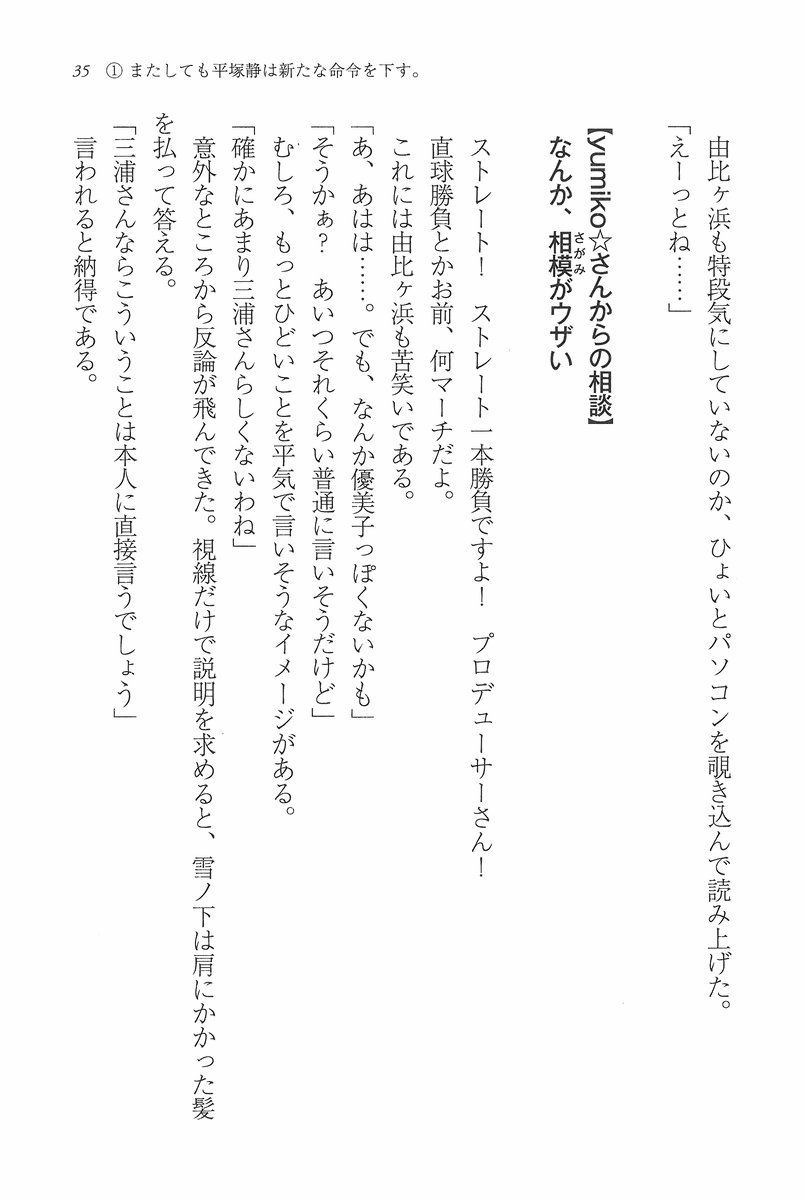 35　① またしても平塚静は新たな命令を下す。
由比ヶ浜も特段気にしていないのか、ひょいとパソコンを覗き込んで読み上げた。
「えーっとね……」
【yumiko☆さんからの相談】
なんか、相模がウザい
さがみ
ストレート！　ストレート一本勝負ですよ！　プロデューサーさん！
直球勝負とかお前、何マーチだよ。
これには由比ヶ浜も苦笑いである。
「あ、あはは……。でも、なんか優美子っぽくないかも」
「そうかぁ？　あいつそれくらい普通に言いそうだけど」
むしろ、もっとひどいことを平気で言いそうなイメージがある。
「確かにあまり三浦さんらしくないわね」
意外なところから反論が飛んできた。視線だけで説明を求めると、雪ノ下は肩にかかった髪
を払って答える。
「三浦さんならこういうことは本人に直接言うでしょう」
言われると納得である。